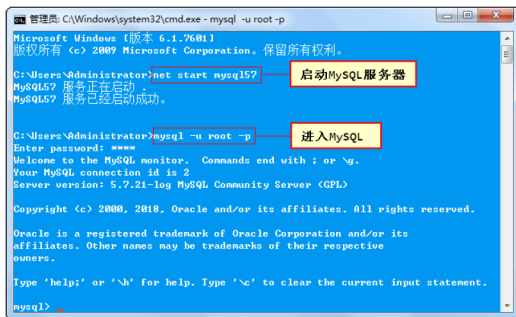 管理员: C:\Windows\system32\cmd.exe - mysql -u root -p
Microsoft Windows [版本 6.1.7601]
版权所有 (c) 2009 Microsoft Corporation。保留所有权利。
C:\Users\Administrator>net start mysql57
启动MySQL服务器
MySQL57 服务正在启动 .
MySQL57 服务已经启动成功。
C:\Users\Administrator>mysql -u root -p
进入MySQL
Enter password: ****
Welcome to the MySQL monitor.  Commands end with ; or \g.
Your MySQL connection id is 2
Server version: 5.7.21-log MySQL Community Server (GPL)
Copyright (c) 2000, 2018, Oracle and/or its affiliates. All rights reserved.
Oracle is a registered trademark of Oracle Corporation and/or its
affiliates. Other names may be trademarks of their respective
owners.
Type 'help;' or '\h' for help. Type '\c' to clear the current input statement.
mysql> _